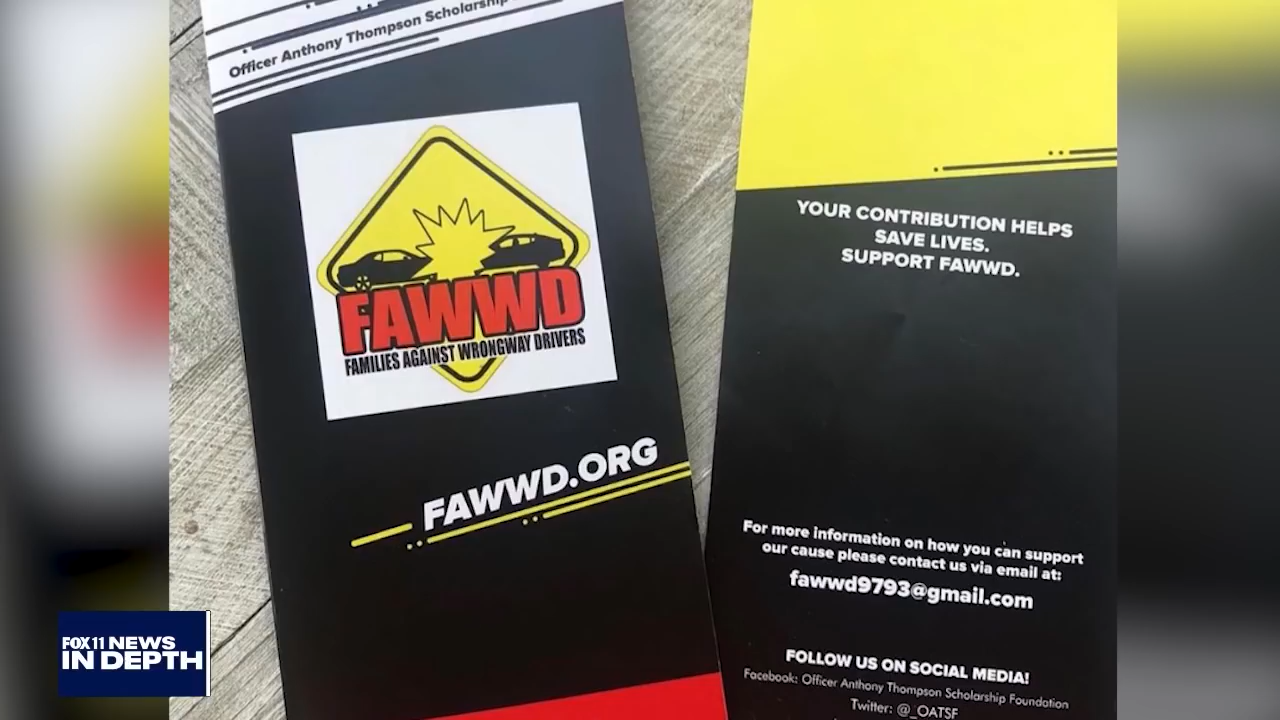 Officer Anthony Thompson Scholarship
FAWWD
FAMILIES AGAINST WRONGWAY DRIVERS
FAWWD.ORG
YOUR CONTRIBUTION HELPS
SAVE LIVES.
SUPPORT FAWWD.
For more information on how you can support
our cause please contact us via email at:
fawwd9793@gmail.com
FOLLOW US ON SOCIAL MEDIA!
Facebook: Officer Anthony Thompson Scholarship Foundation
Twitter: @_OATSF
FOX 11 NEWS
IN DEPTH